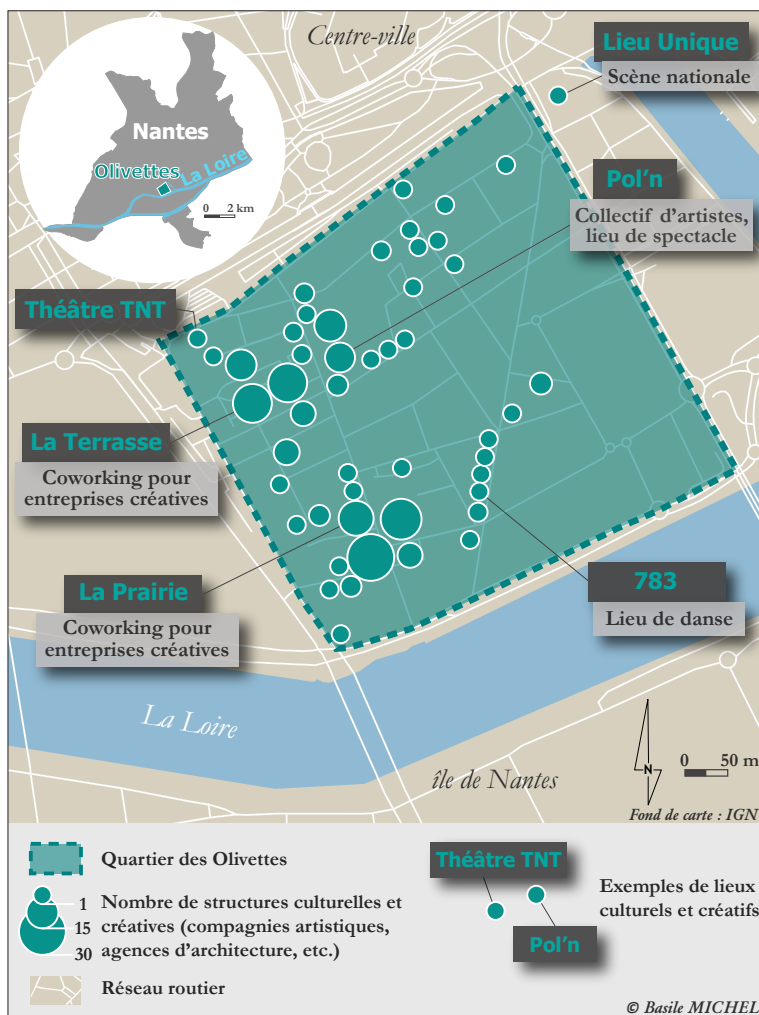 Centre-ville
Lieu Unique
Scène nationale
Nantes
Olivettes
La Loire
0 2 km
Pol'n
Collectif d'artistes,
lieu de spectacle
Théâtre TNT
La Terrasse
Coworking pour
entreprises créatives
La Prairie
Coworking pour
entreprises créatives
783
Lieu de danse
La Loire
île de Nantes
N
0 50 m
Fond de carte : IGN
Quartier des Olivettes
1
15
30
Nombre de structures culturelles et
créatives (compagnies artistiques,
agences d'architecture, etc.)
Réseau routier
Théâtre TNT
Pol'n
Exemples de lieux
culturels et créatifs
© Basile MICHEL